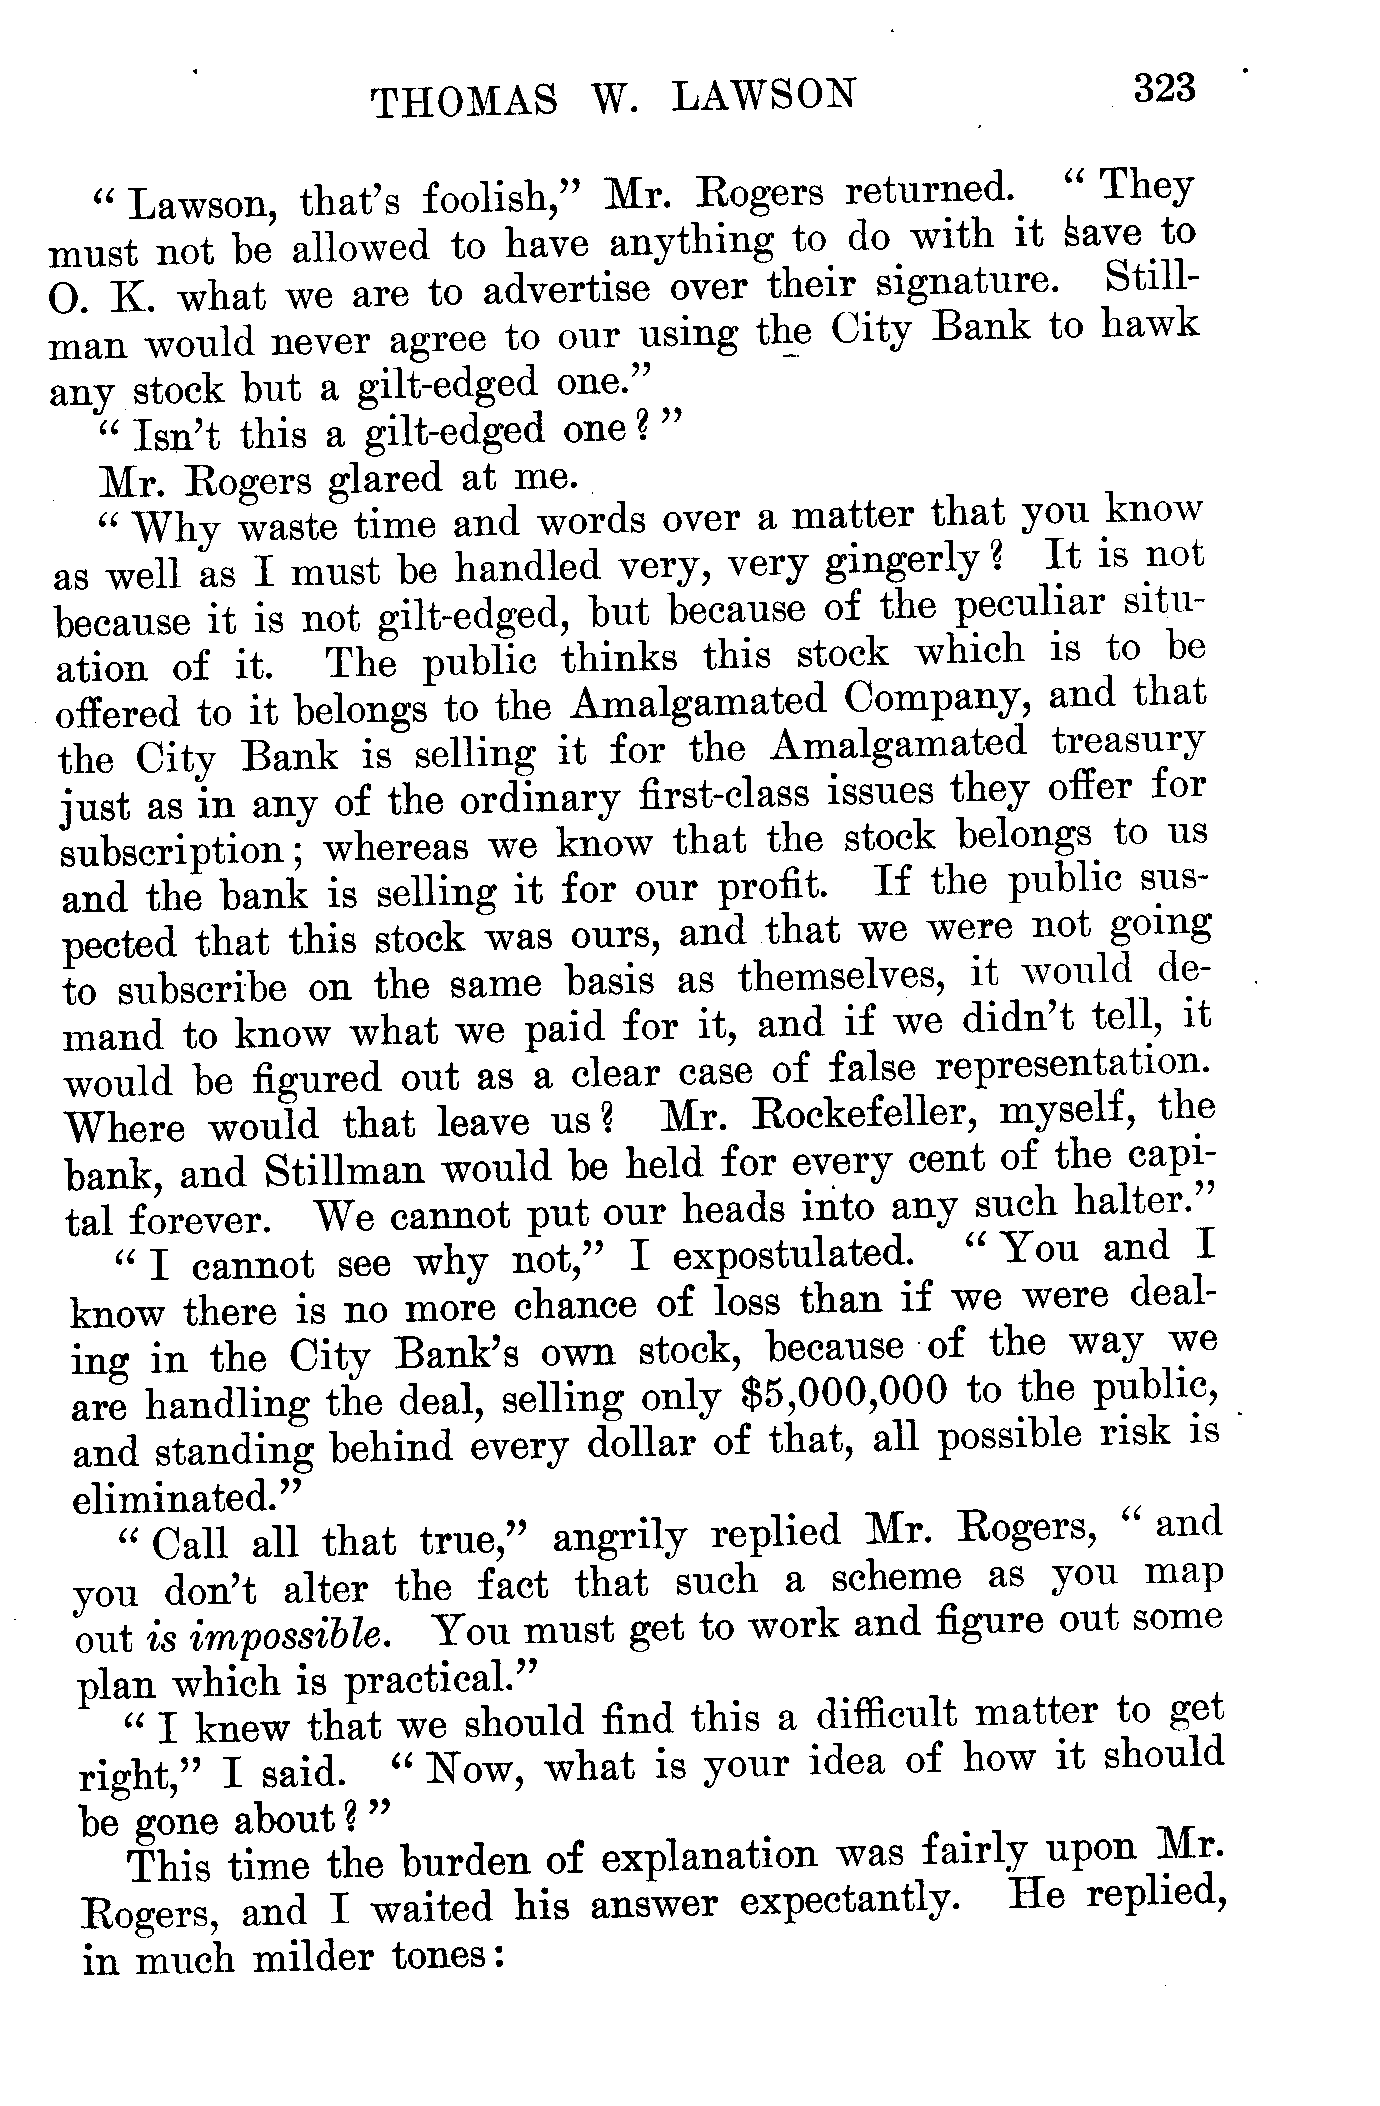 THOMAS W. LAWSON 323
“ Lawson, that’s foolish,” Mr. Rogers returned. “ They
must not be allowed to have anything to do with it save to
O. K. what we are to advertise over their signature. Still-
man would never agree to our using the City Bank to hawk
any stock but a gilt-edged one.”
“ Isn’t this a gilt-edged one? ”
Mr. Rogers glared at me.
“ Why waste time and words over a matter that you know
as well as I must be handled very, very gingerly? It is not
because it is not gilt-edged, but because of the peculiar situ-
ation of it. The public thinks this stock which is to be
offered to it belongs to the Amalgamated Company, and that
the City Bank is selling it for the Amalgamated treasury
just as in any of the ordinary first-class issues they offer for
subscription; whereas we know that the stock belongs to us
and the bank is selling it for our profit. If the public sus-
pected that this stock was ours, and that we were not going
to subscribe on the same basis as themselves, it would de-
mand to know what we paid for it, and if we didn’t tell, it
would be figured out as a clear case of false representation.
Where would that leave us? Mr. Rockefeller, myself, the
bank, and Stillman would be held for every cent of the capi-
tal forever. We cannot put our heads into any such halter.”
“ I cannot see why not,” I expostulated. “ You and I
know there is no more chance of loss than if we were deal-
ing in the City Bank’s own stock, because of the way we
are handling the deal, selling only $5,000,000 to the public,
and standing behind every dollar of that, all possible risk is
eliminated.”
“ Call all that true,” angrily replied Mr. Rogers, “ and
you don’t alter the fact that such a scheme as you map
out is impossible. You must get to work and figure out some
plan which is practical.”
“ I knew that we should find this a difficult matter to get
right,” I said. “ Now, what is your idea of how it should
be gone about? ”
This time the burden of explanation was fairly upon Mr.
Rogers, and I waited his answer expectantly. He replied,
in much milder tones: